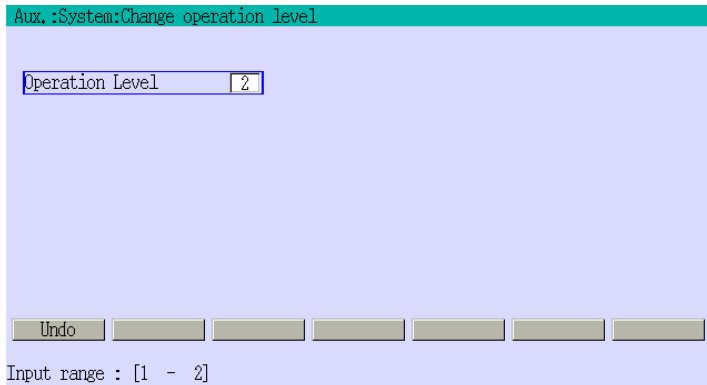 Aux.:System:Change operation level
Operation Level 2
Undo
Input range : [1 - 2]